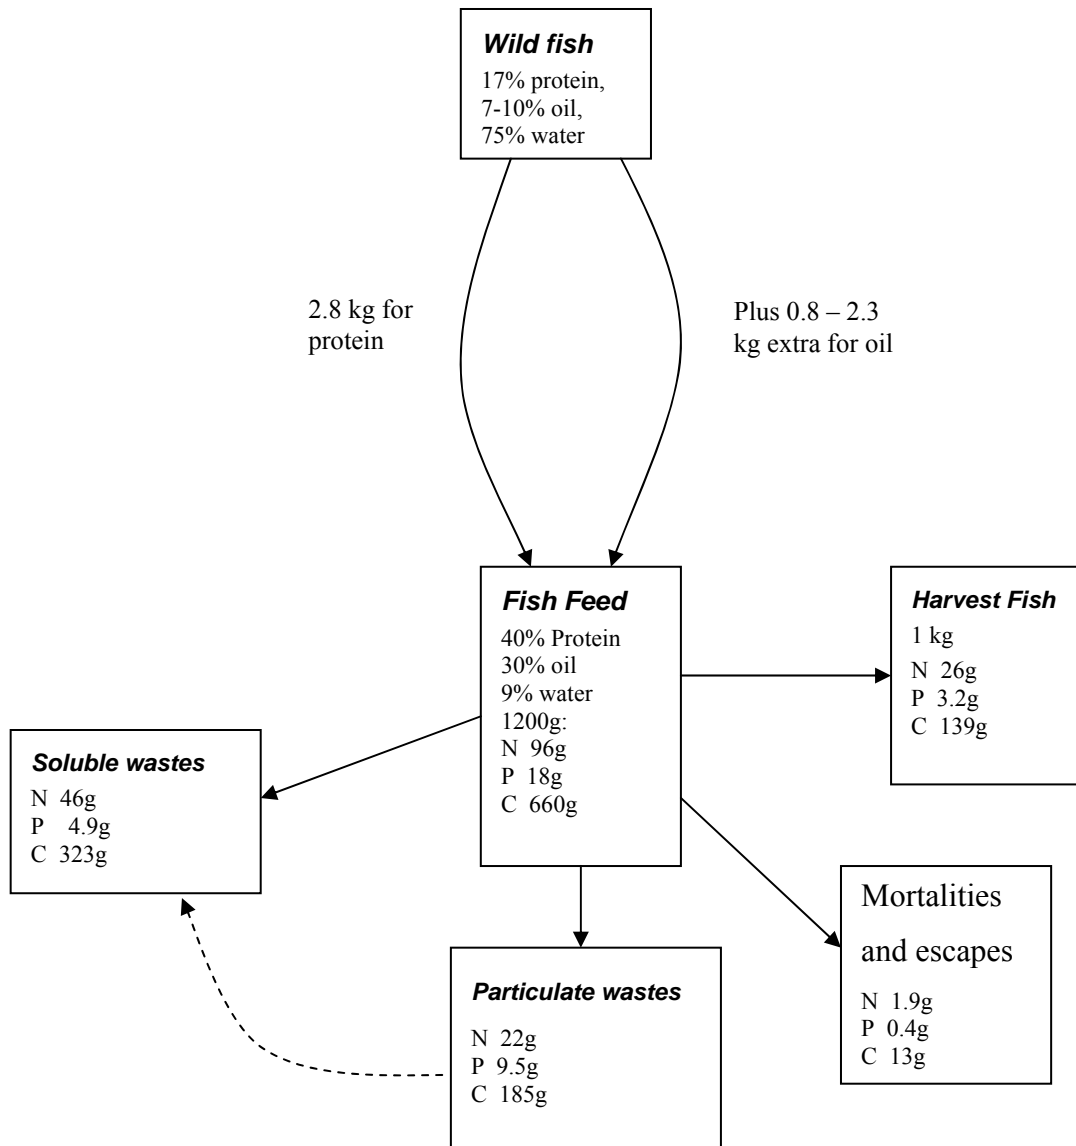 Wild fish
17% protein,
7-10% oil,
75% water
2.8 kg for
protein
Plus 0.8 – 2.3
kg extra for oil
Fish Feed
40% Protein
30% oil
9% water
1200g:
N 96g
P 18g
C 660g
Harvest Fish
1 kg
N 26g
P 3.2g
C 139g
Soluble wastes
N 46g
P 4.9g
C 323g
Mortalities
and escapes
N 1.9g
P 0.4g
C 13g
Particulate wastes
N 22g
P 9.5g
C 185g